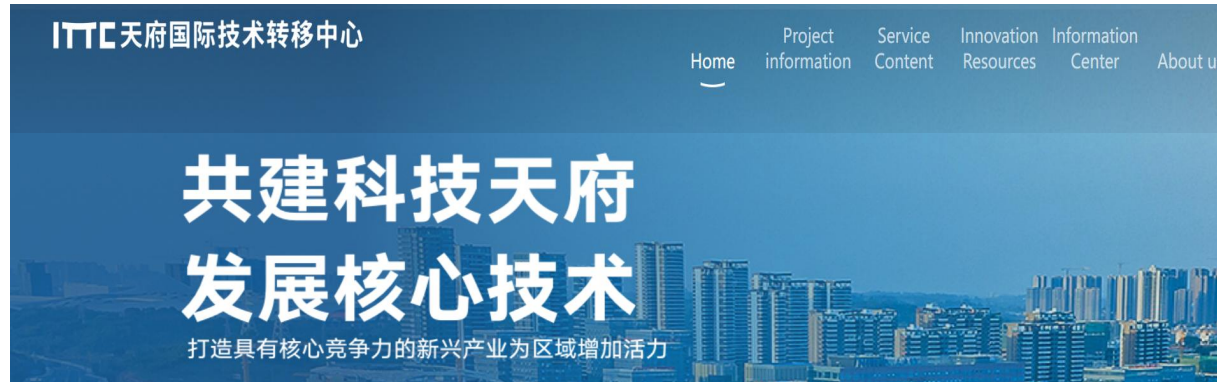 ITTC天府国际技术转移中心
Home
Project information
Service Content
Innovation Resources
Information Center
About u
共建科技天府
发展核心技术
打造具有核心竞争力的新兴产业为区域增加活力